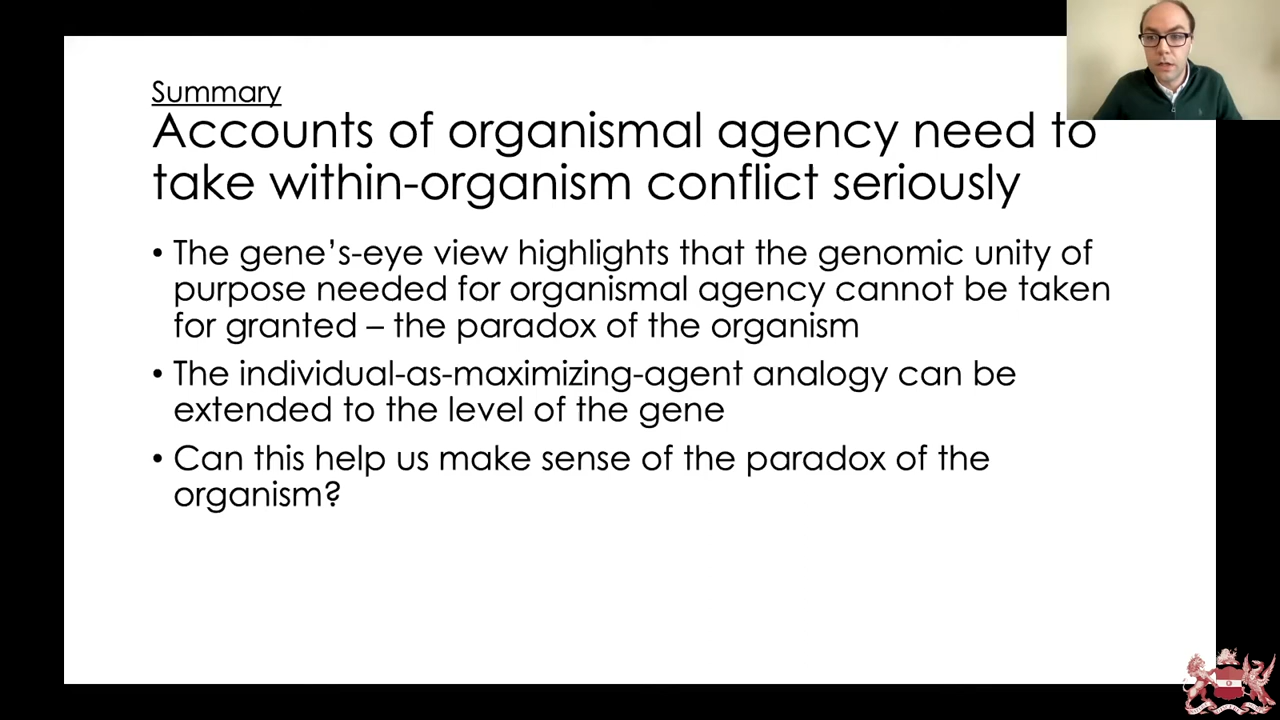 Summary
Accounts of organismal agency need to
take within-organism conflict seriously
• The gene’s-eye view highlights that the genomic unity of
purpose needed for organismal agency cannot be taken
for granted – the paradox of the organism
• The individual-as-maximizing-agent analogy can be
extended to the level of the gene
• Can this help us make sense of the paradox of the
organism?